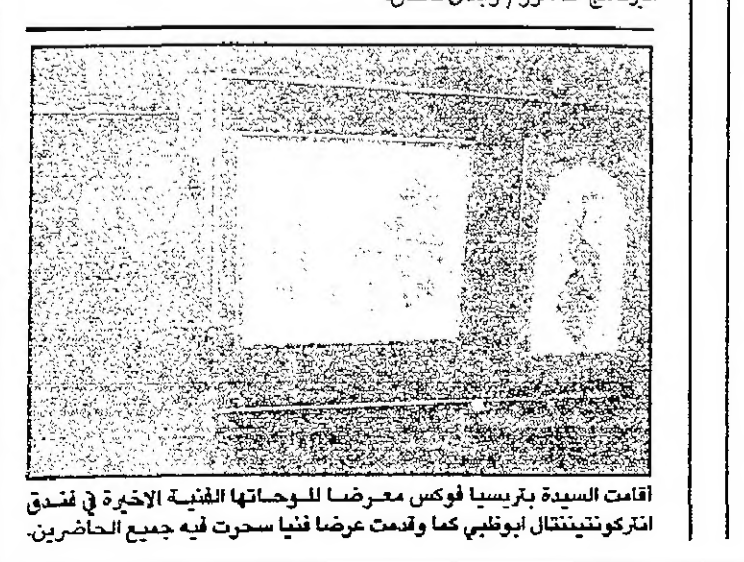 أقامت السيدة بتريسيا فوكس معرضا للوحاتها الفنية الاخيرة في فندق
انتركونتيننتال ابوظبي كما وقدمت عرضا فنيا سحرت فيه جميع الحاضرين.